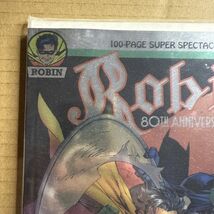 100-PAGE SUPER SPECTAC
ROBIN
Rob
80TH ANNIVERS